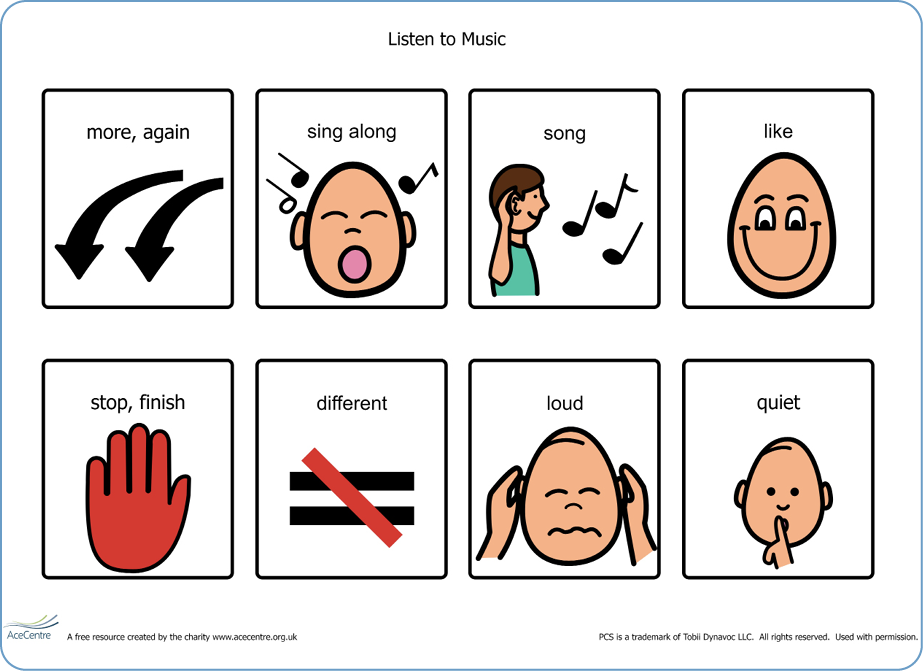 Listen to Music
more, again
sing along
song
like
stop, finish
different
loud
quiet
AceCentre
A free resource created by the charity www.acecentre.org.uk
PCS is a trademark of Tobii Dynavoc LLC. All rights reserved. Used with permission.